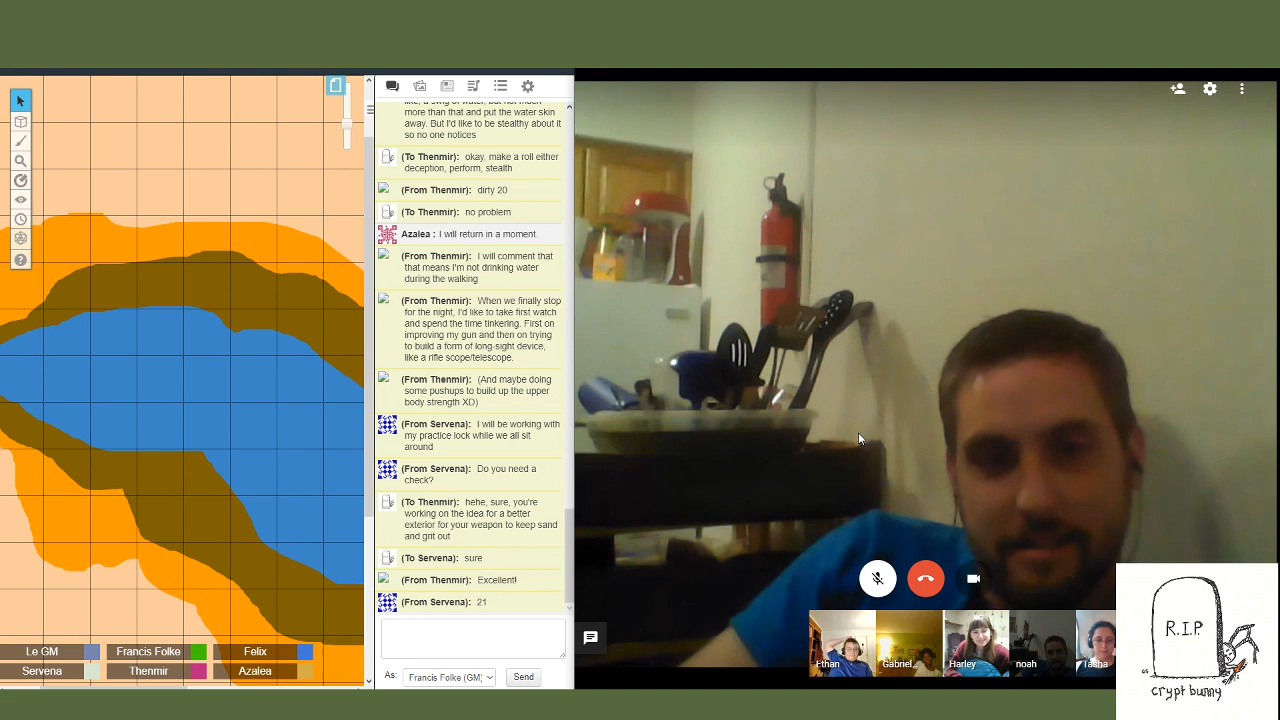 like, a swig of water, but not much
more than that and put the water skin
away. But I'd like to be stealthy about it
so no one notices
(To Thenmir): okay, make a roll either
deception, perform, stealth
(From Thenmir): dirty 20
(To Thenmir): no problem
Azalea : I will return in a moment.
(From Thenmir): I will comment that
that means I'm not drinking water
during the walking
(From Thenmir): When we finally stop
for the night, I'd like to take first watch
and spend the time tinkering. First on
improving my gun and then on trying
to build a form of long-sight device,
like a rifle scope/telescope.
(From Thenmir): (And maybe doing
some pushups to build up the upper
body strength XD)
(From Servena): I will be working with
my practice lock while we all sit
around
(From Servena): Do you need a
check?
(To Thenmir): hehe, sure, you're
working on the idea for a better
exterior for your weapon to keep sand
and grit out
(To Servena): sure
(From Thenmir): Excellent!
(From Servena): 21
As: Francis Folke (GM) Send
Le GM Francis Folke Felix
Servena Thenmir Azalea
Ethan Gabriel... Harley noah Tasha
R.I.P
crypt bunny